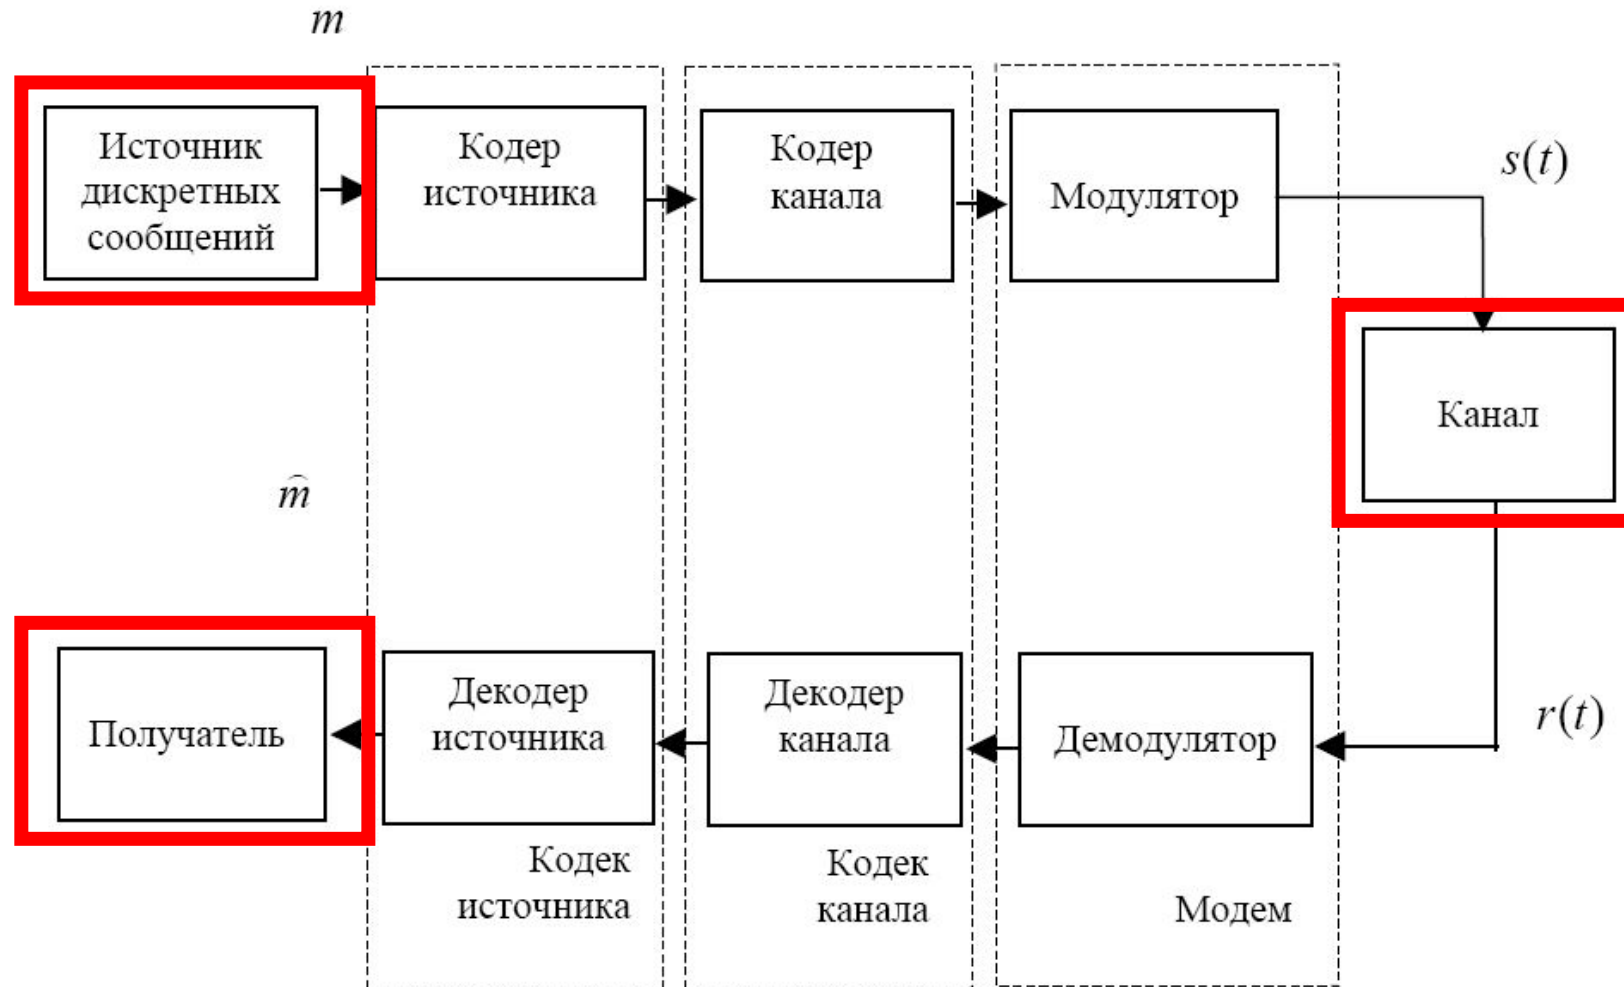 m
Источник
дискретных
сообщений
Кодер
источника
Кодер
канала
Модулятор
s(t)
Канал
m̂
Получатель
Декодер
источника
Декодер
канала
Демодулятор
r(t)
Кодек
источника
Кодек
канала
Модем